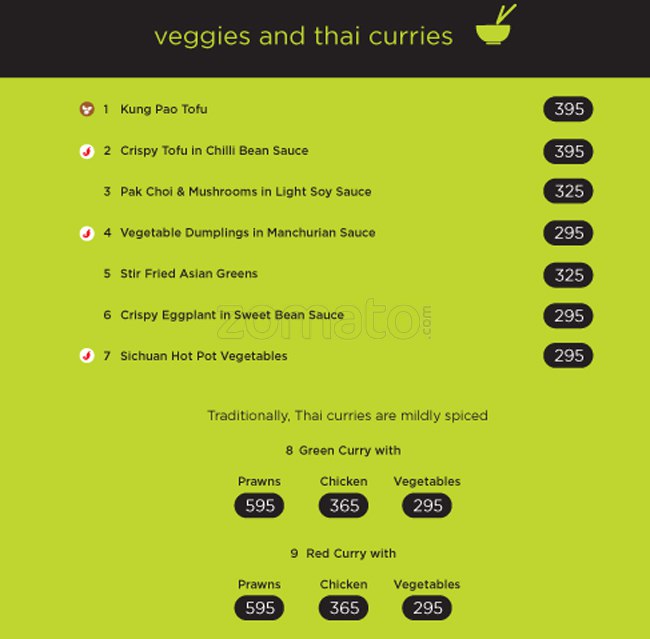 veggies and thai curries
1 Kung Pao Tofu 395
2 Crispy Tofu in Chilli Bean Sauce 395
3 Pak Choi & Mushrooms in Light Soy Sauce 325
4 Vegetable Dumplings in Manchurian Sauce 295
5 Stir Fried Asian Greens 325
6 Crispy Eggplant in Sweet Bean Sauce 295
zomato.com
7 Sichuan Hot Pot Vegetables 295
Traditionally, Thai curries are mildly spiced
8 Green Curry with
Prawns Chicken Vegetables
595 365 295
9 Red Curry with
Prawns Chicken Vegetables
595 365 295